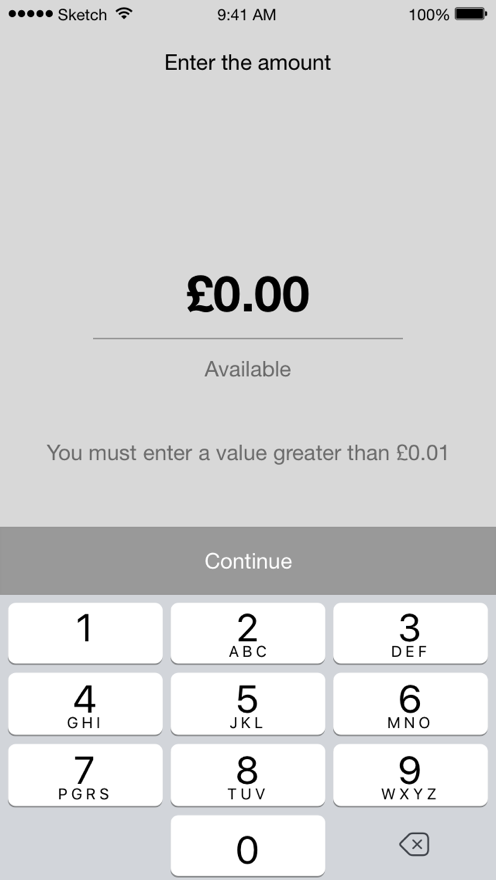 Sketch 9:41 AM 100%
Enter the amount
£0.00
Available
You must enter a value greater than £0.01
Continue
1 2 3
ABC DEF
4 5 6
GHI JKL MNO
7 8 9
PGRS TUV WXYZ
0